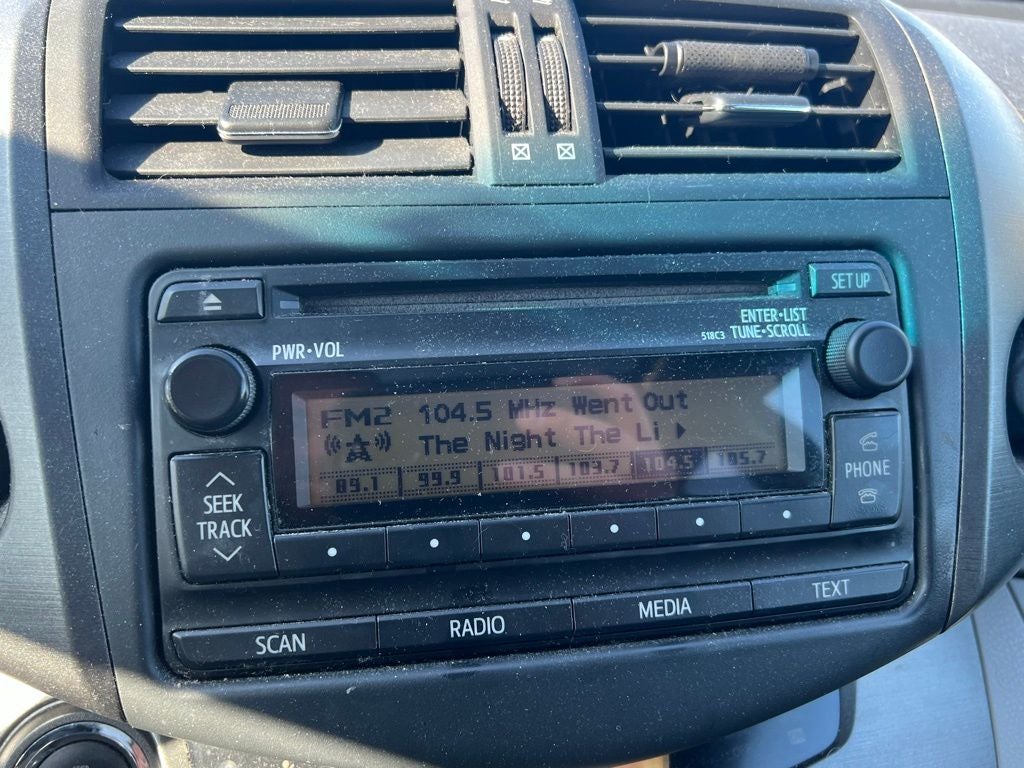 SET UP
ENTER•LIST
518C3 TUNE•SCROLL
PWR•VOL
FM2 104.5 MHz Went Out
The Night The Li
89.1 99.9 101.5 103.7 104.5 105.7
SEEK
TRACK
PHONE
SCAN RADIO MEDIA TEXT